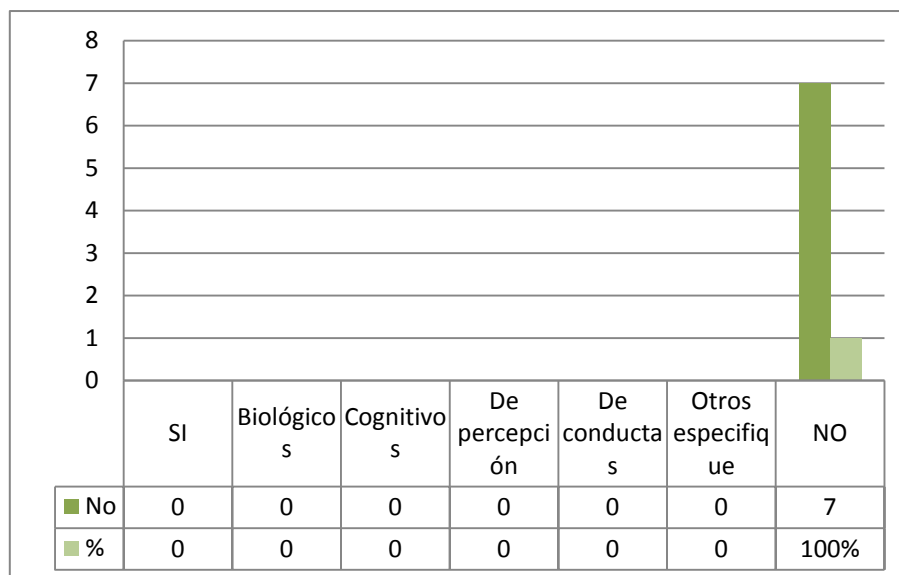 8
7
6
5
4
3
2
1
0
SI
Biológico
s
Cognitivo
s
De
percepci
ón
De
conducta
s
Otros
especifiq
ue
NO
No 0 0 0 0 0 0 7
% 0 0 0 0 0 0 100%